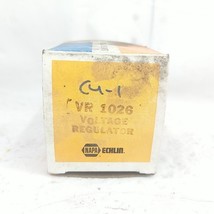 C4-1
VR 1026
VOLTAGE
REGULATOR
NAPA ECHLIN